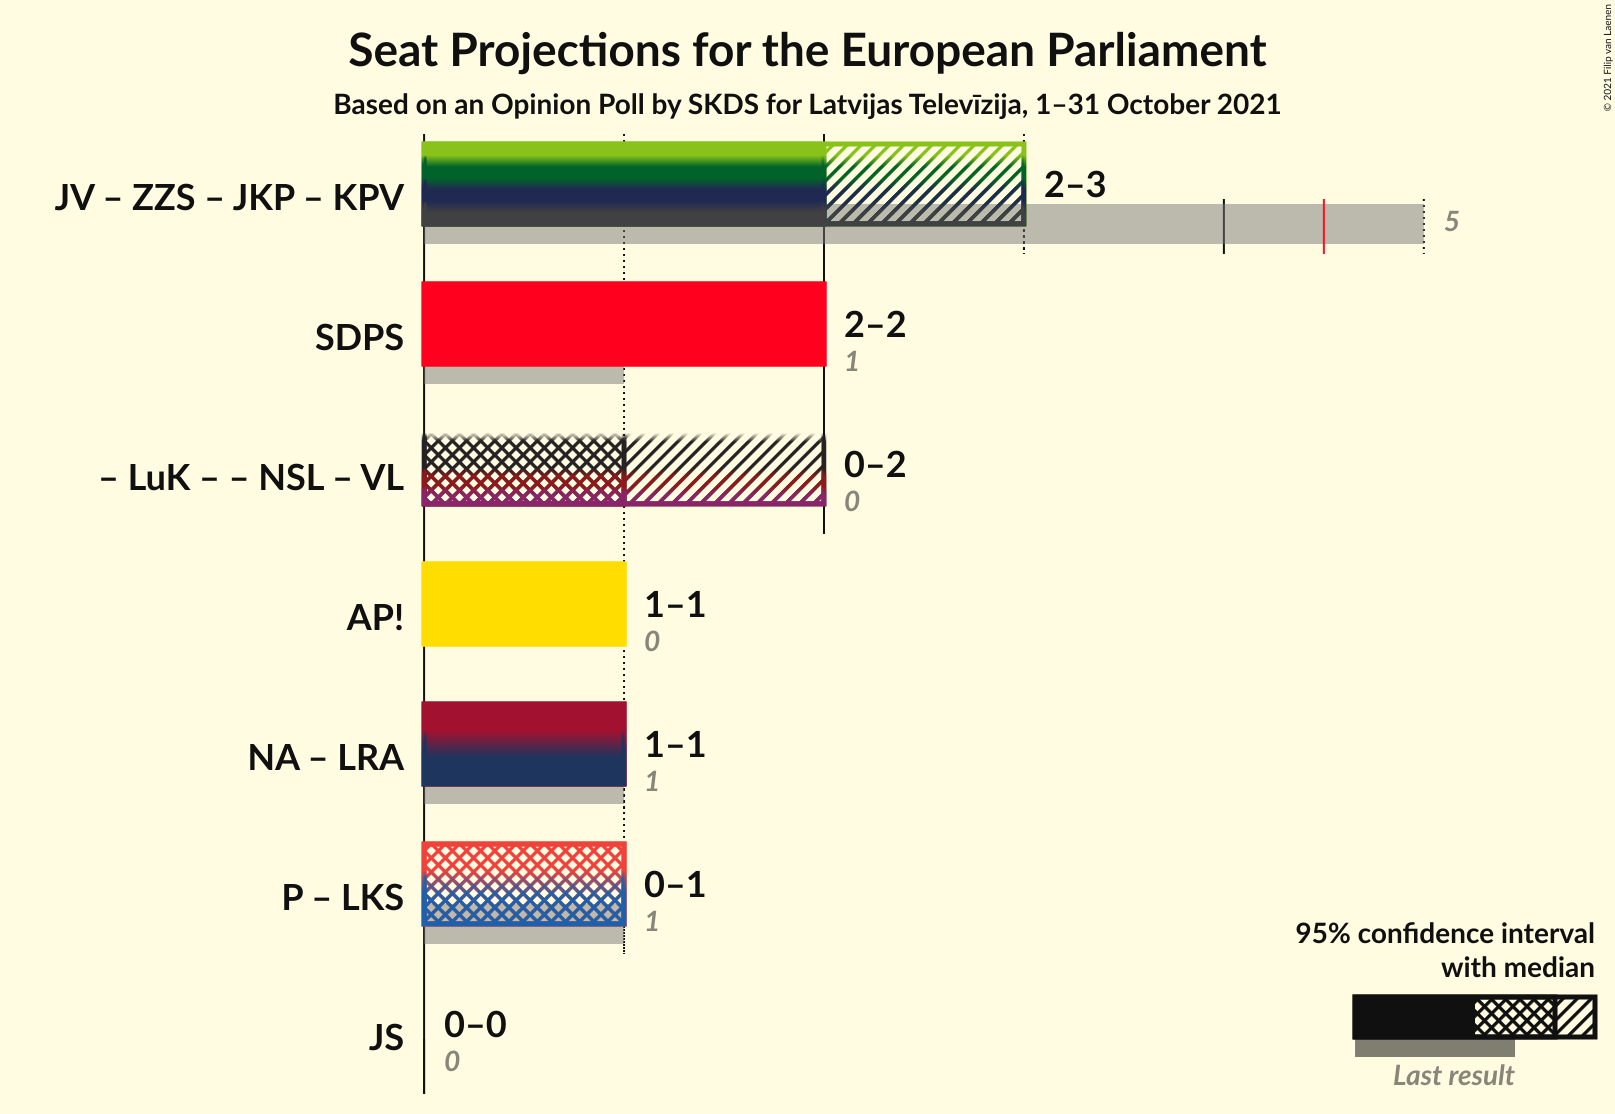 Seat Projections for the European Parliament
Based on an Opinion Poll by SKDS for Latvijas Televīzija, 1–31 October 2021
© 2021 Filip van Laenen
JV – ZZS – JKP – KPV
2–3
5
SDPS
2–2
1
– LuK – – NSL – VL
0–2
0
AP!
1–1
0
NA – LRA
1–1
1
P – LKS
0–1
1
JS
0–0
0
95% confidence interval
with median
Last result